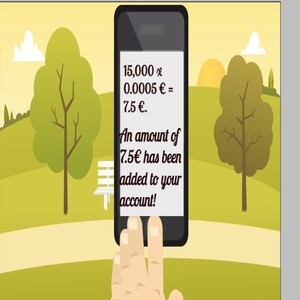 15,000 x
0.0005 € =
7.5 €.
An amount of
7.5€ has been
added to your
account!